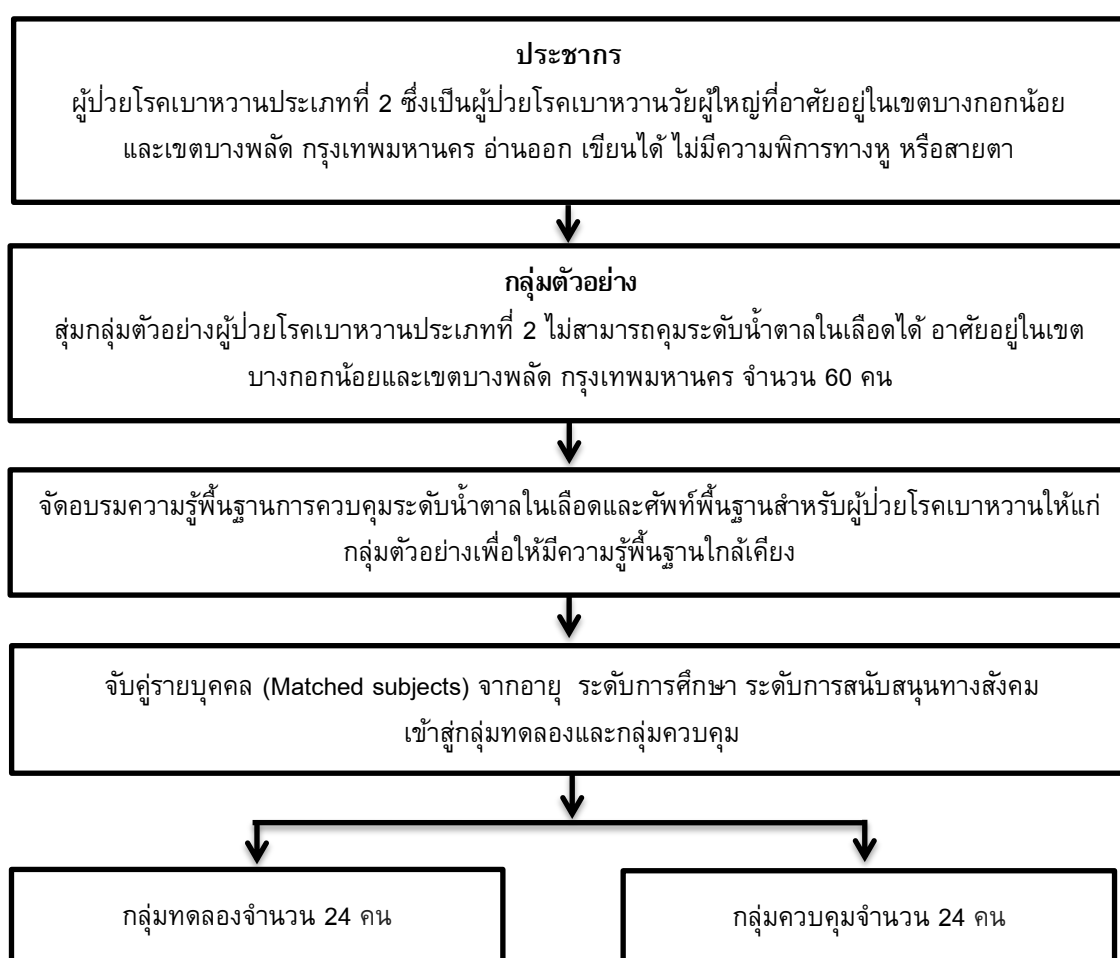 ประชากร
ผู้ป่วยโรคเบาหวานประเภทที่ 2 ซึ่งเป็นผู้ป่วยโรคเบาหวานวัยผู้ใหญ่ที่อาศัยอยู่ในเขตบางกอกน้อย
และเขตบางพลัด กรุงเทพมหานคร อ่านออก เขียนได้ ไม่มีความพิการทางหู หรือสายตา
กลุ่มตัวอย่าง
สุ่มกลุ่มตัวอย่างผู้ป่วยโรคเบาหวานประเภทที่ 2 ไม่สามารถคุมระดับน้ำตาลในเลือดได้ อาศัยอยู่ในเขต
บางกอกน้อยและเขตบางพลัด กรุงเทพมหานคร จำนวน 60 คน
จัดอบรมความรู้พื้นฐานการควบคุมระดับน้ำตาลในเลือดและศัพท์พื้นฐานสำหรับผู้ป่วยโรคเบาหวานให้แก่
กลุ่มตัวอย่างเพื่อให้มีความรู้พื้นฐานใกล้เคียง
จับคู่รายบุคคล (Matched subjects) จากอายุ ระดับการศึกษา ระดับการสนับสนุนทางสังคม
เข้าสู่กลุ่มทดลองและกลุ่มควบคุม
กลุ่มทดลองจำนวน 24 คน
กลุ่มควบคุมจำนวน 24 คน